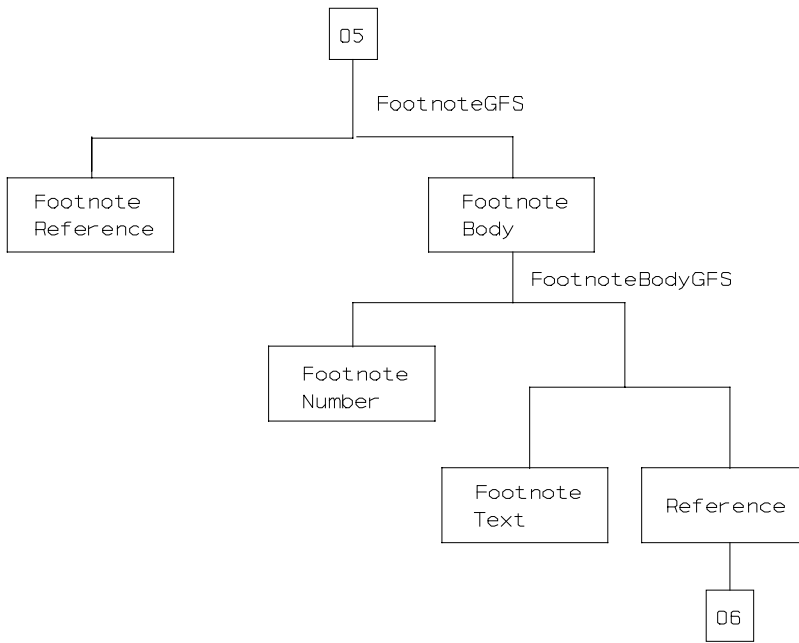 05
FootnoteGFS
Footnote
Reference
Footnote
Body
FootnoteBodyGFS
Footnote
Number
Footnote
Text
Reference
06